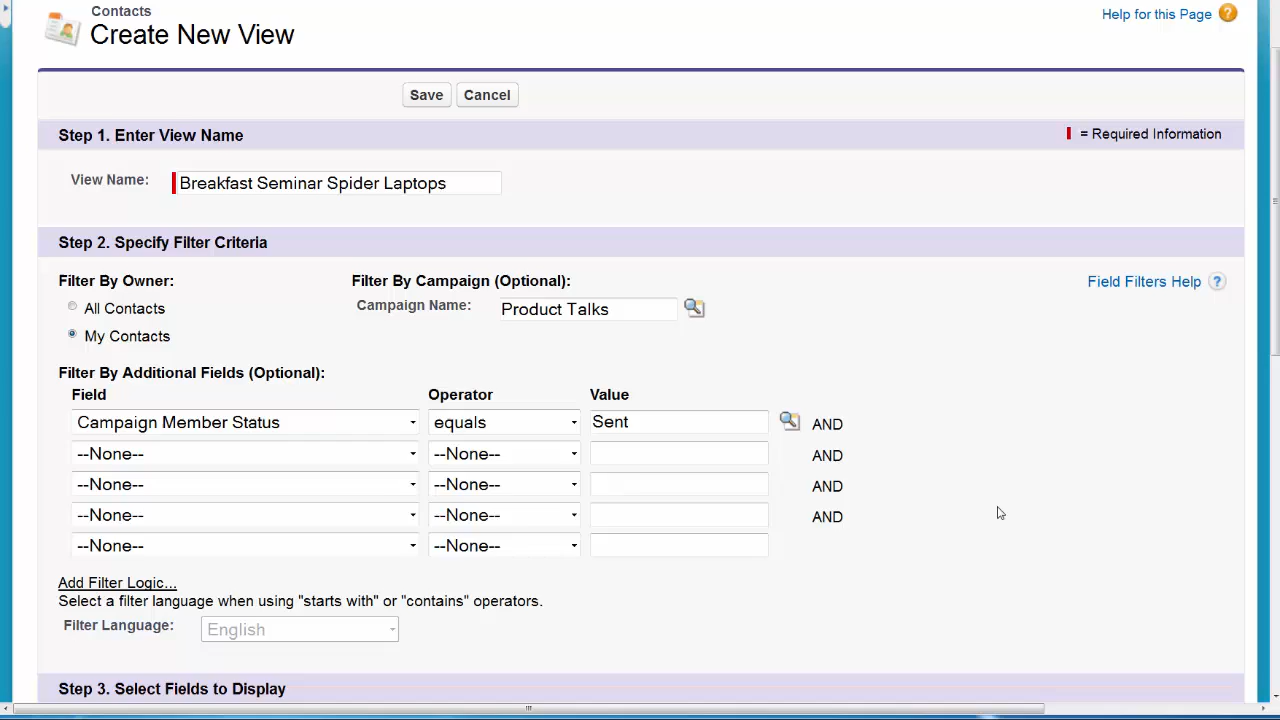 Contacts
Create New View
Help for this Page ?
Save Cancel
Step 1. Enter View Name
= Required Information
View Name: Breakfast Seminar Spider Laptops
Step 2. Specify Filter Criteria
Filter By Owner: Filter By Campaign (Optional): Field Filters Help ?
All Contacts Campaign Name: Product Talks
My Contacts
Filter By Additional Fields (Optional):
Field Operator Value
Campaign Member Status equals Sent AND
--None-- --None-- AND
--None-- --None-- AND
--None-- --None-- AND
--None-- --None--
Add Filter Logic...
Select a filter language when using "starts with" or "contains" operators.
Filter Language: English
Step 3. Select Fields to Display